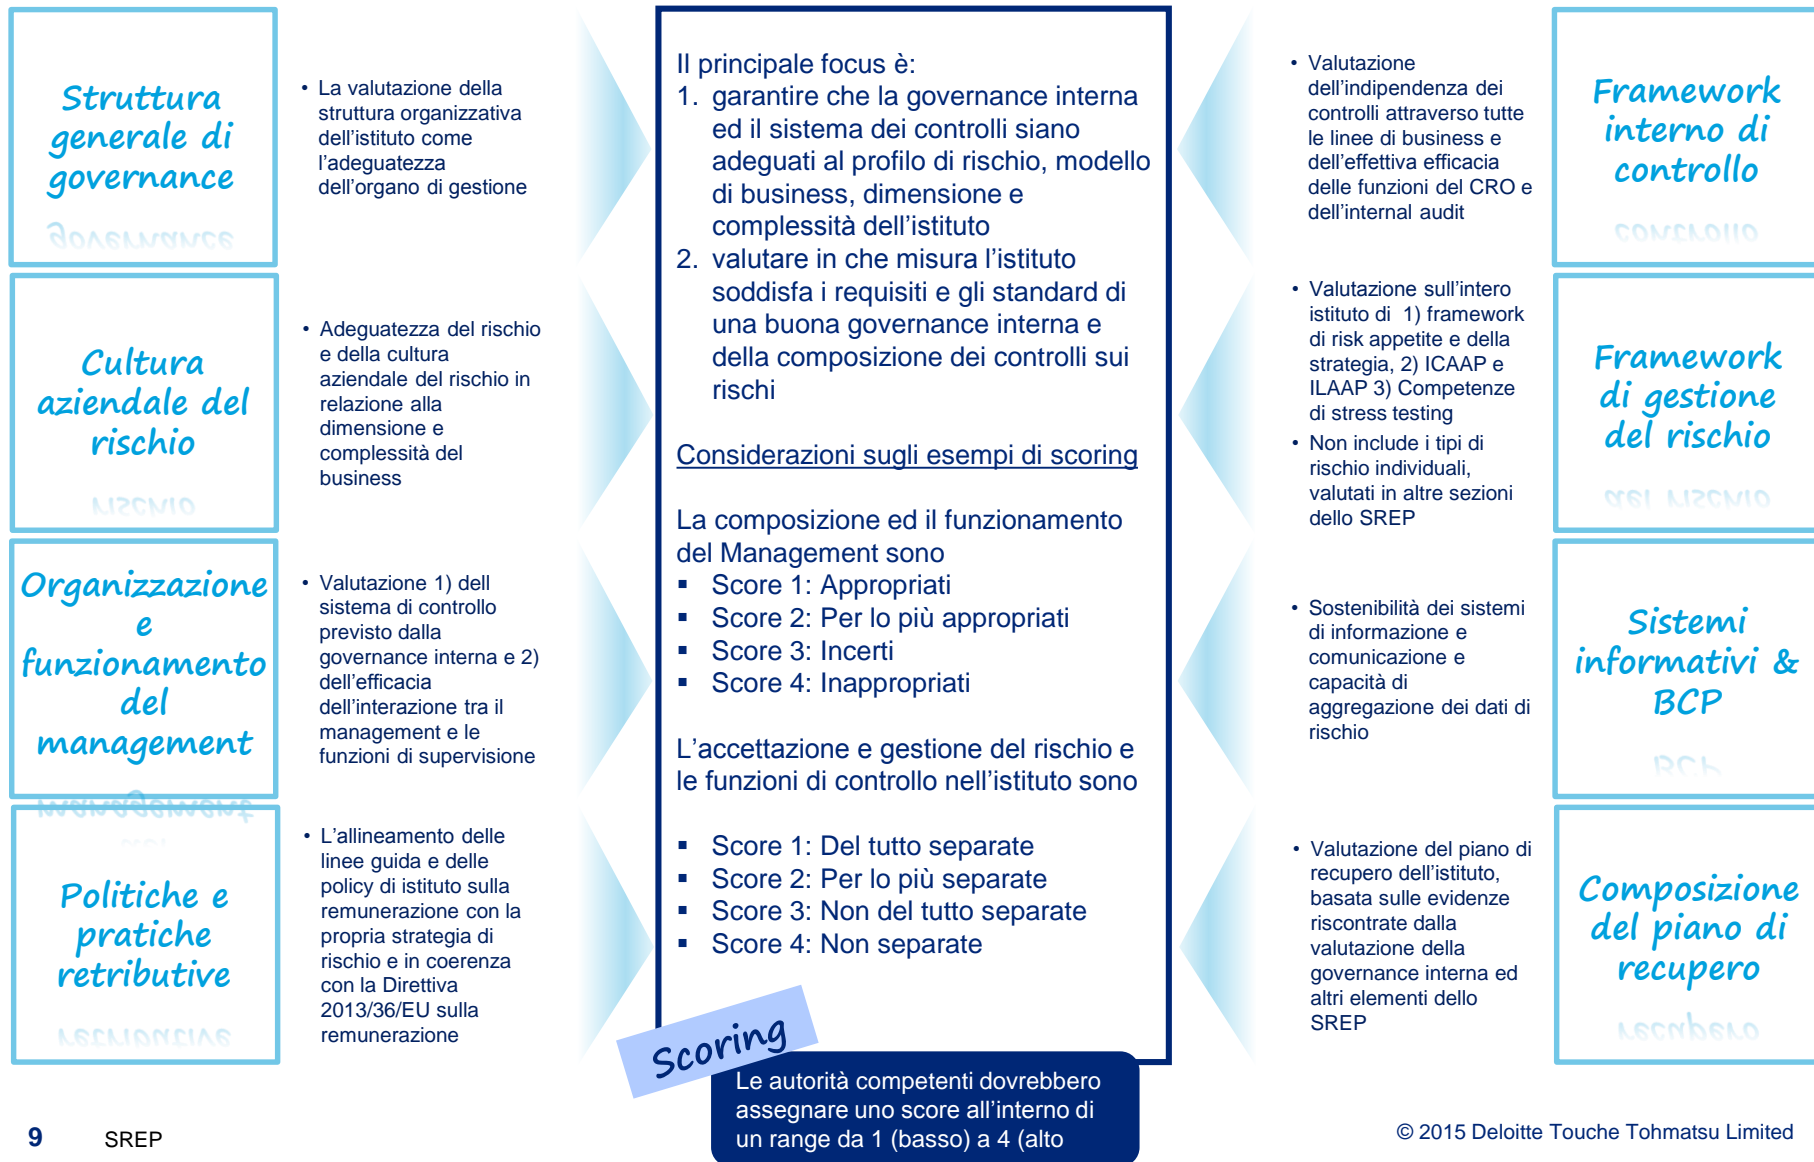 Struttura
generale di
governance
• La valutazione della
struttura organizzativa
dell'istituto come
l'adeguatezza
dell'organo di gestione
Cultura
aziendale del
rischio
• Adeguatezza del rischio
e della cultura
aziendale del rischio in
relazione alla
dimensione e
complessità del
business
Organizzazione
e
funzionamento
del
management
• Valutazione 1) dell
sistema di controllo
previsto dalla
governance interna e 2)
dell'efficacia
dell'interazione tra il
management e le
funzioni di supervisione
Politiche e
pratiche
retributive
• L'allineamento delle
linee guida e delle
policy di istituto sulla
remunerazione con la
propria strategia di
rischio e in coerenza
con la Direttiva
2013/36/EU sulla
remunerazione
Il principale focus è:
1. garantire che la governance interna
ed il sistema dei controlli siano
adeguati al profilo di rischio, modello
di business, dimensione e
complessità dell'istituto
2. valutare in che misura l'istituto
soddisfa i requisiti e gli standard di
una buona governance interna e
della composizione dei controlli sui
rischi
Considerazioni sugli esempi di scoring
La composizione ed il funzionamento
del Management sono
▪ Score 1: Appropriati
▪ Score 2: Per lo più appropriati
▪ Score 3: Incerti
▪ Score 4: Inappropriati
L'accettazione e gestione del rischio e
le funzioni di controllo nell'istituto sono
▪ Score 1: Del tutto separate
▪ Score 2: Per lo più separate
▪ Score 3: Non del tutto separate
▪ Score 4: Non separate
Scoring
Le autorità competenti dovrebbero
assegnare uno score all'interno di
un range da 1 (basso) a 4 (alto
• Valutazione
dell'indipendenza dei
controlli attraverso tutte
le linee di business e
dell'effettiva efficacia
delle funzioni del CRO e
dell'internal audit
Framework
interno di
controllo
• Valutazione sull'intero
istituto di 1) framework
di risk appetite e della
strategia, 2) ICAAP e
ILAAP 3) Competenze
di stress testing
• Non include i tipi di
rischio individuali,
valutati in altre sezioni
dello SREP
Framework
di gestione
del rischio
• Sostenibilità dei sistemi
di informazione e
comunicazione e
capacità di
aggregazione dei dati di
rischio
Sistemi
informativi &
BCP
• Valutazione del piano di
recupero dell'istituto,
basata sulle evidenze
riscontrate dalla
valutazione della
governance interna ed
altri elementi dello
SREP
Composizione
del piano di
recupero
9 SREP
© 2015 Deloitte Touche Tohmatsu Limited